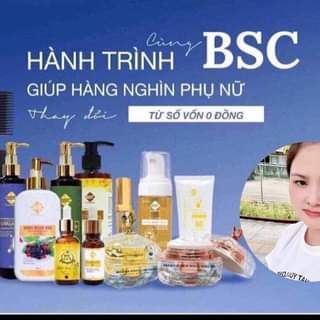 HÀNH TRÌNH Cùng BSC
GIÚP HÀNG NGHÌN PHỤ NỮ
Thay đổi
TỪ SỐ VỐN 0 ĐỒNG